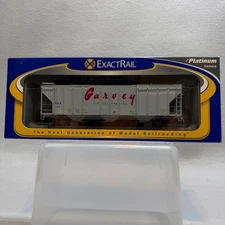 EXACTRAIL
Platinum
Garvey
The Next Generation of Model Railroading